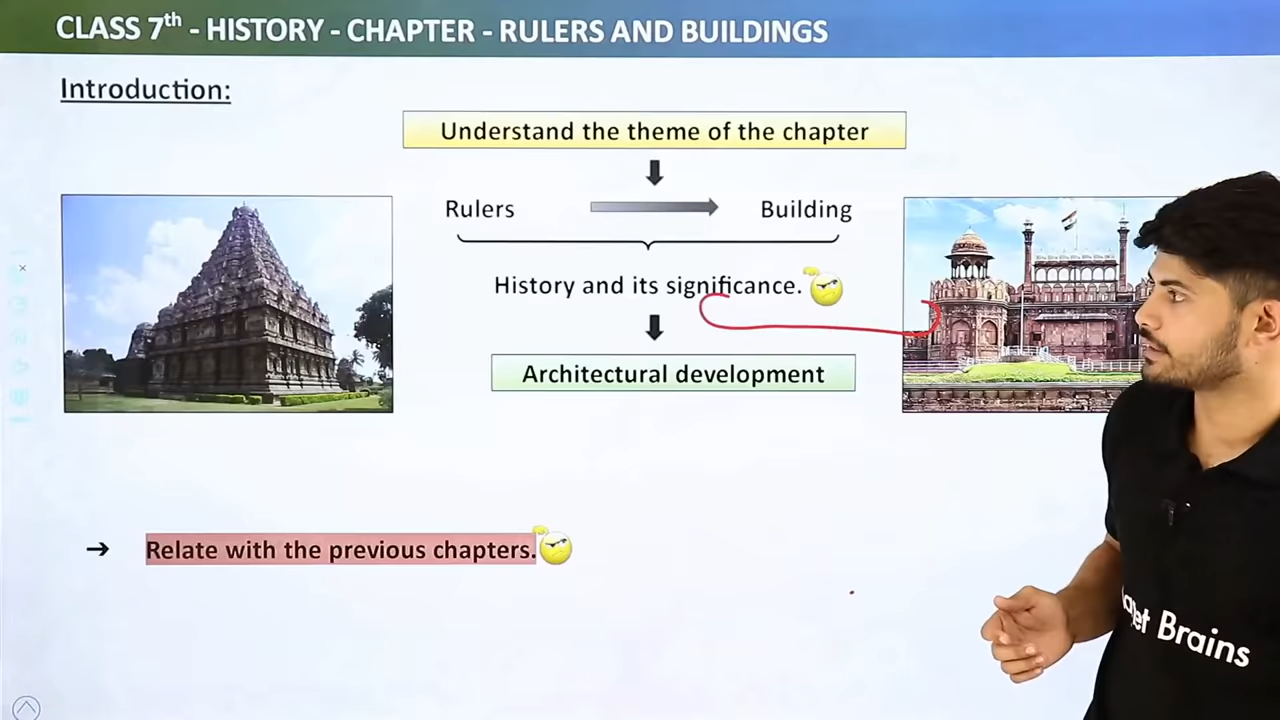 CLASS 7th - HISTORY - CHAPTER - RULERS AND BUILDINGS
Introduction:
Understand the theme of the chapter
Rulers
Building
History and its significance.
Architectural development
➔ Relate with the previous chapters.
Brains